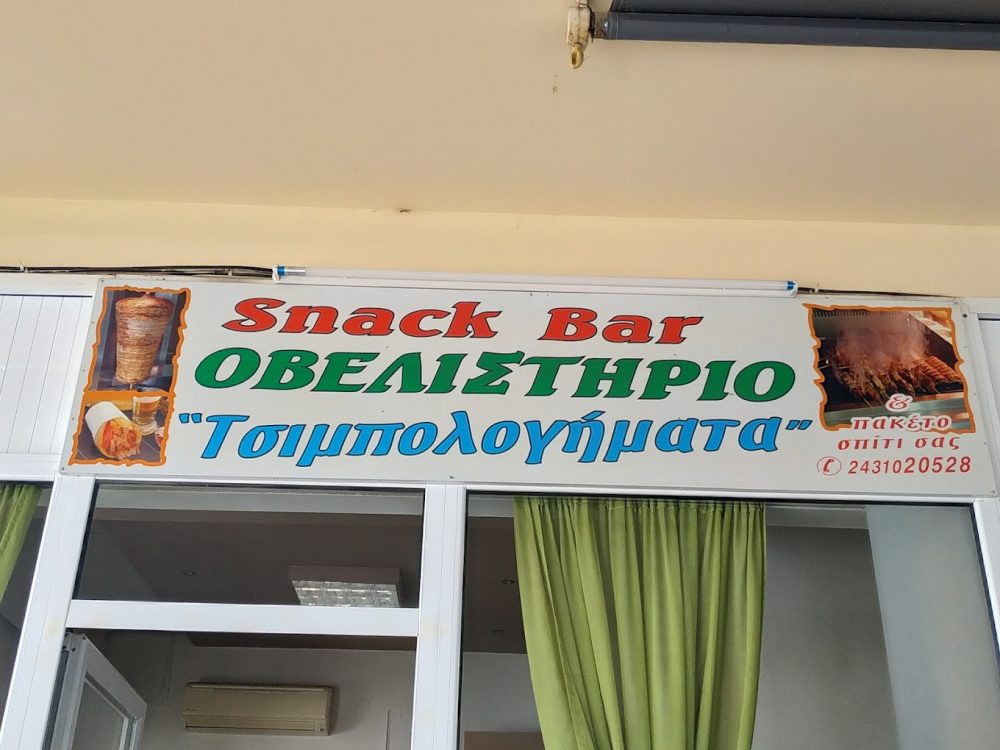 Snack Bar
ΟΒΕΛΙΣΤΗΡΙΟ
"Τσιμπολογήματα"
&
πακέτο
σπίτι σας
✆ 2431020528